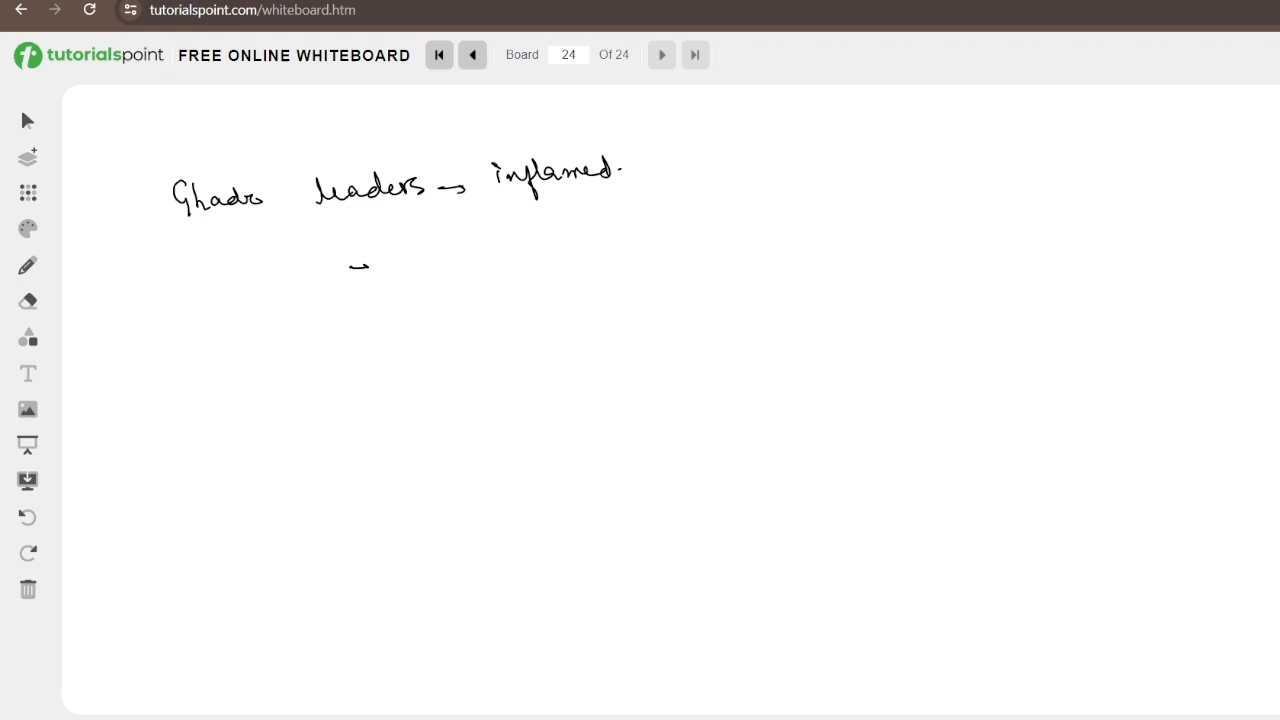 tutorialspoint.com/whiteboard.htm
tutorialspoint FREE ONLINE WHITEBOARD Board 24 Of 24
Ghadr leaders → inflamed.